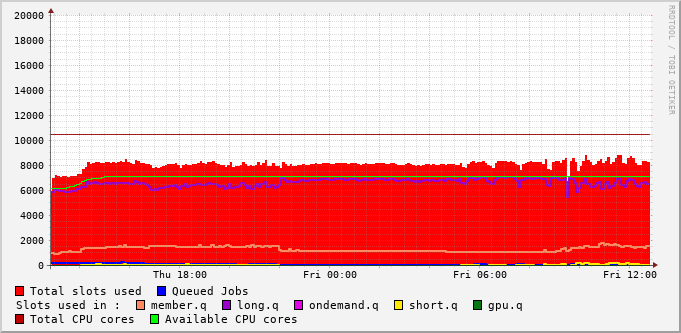 20000
18000
16000
14000
12000
10000
8000
6000
4000
2000
0
Thu 18:00 Fri 00:00 Fri 06:00 Fri 12:00
RRDTOOL / TOBI OETIKER
Total slots used Queued Jobs
Slots used in : member.q long.q ondemand.q short.q gpu.q
Total CPU cores Available CPU cores